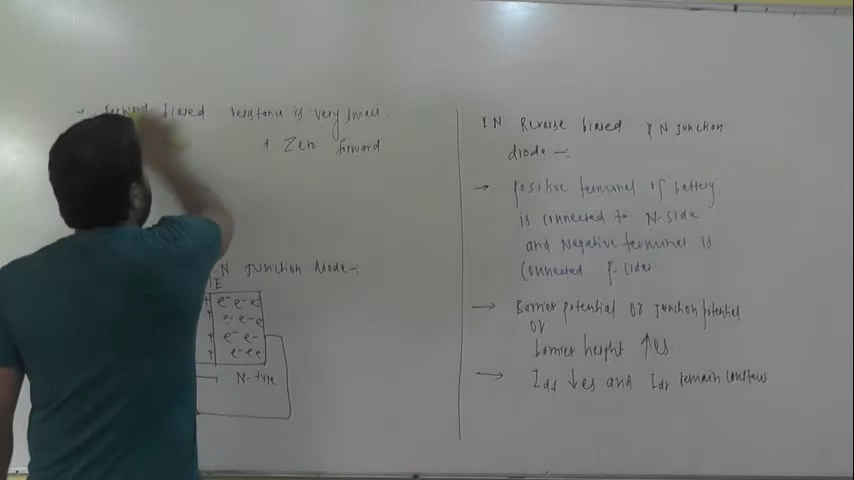 → forward biased resistance is very small.
Zero forward
-N Junction diode -:
e⁻ e⁻ e
e⁻ e
e⁻ e⁻
e⁻ e e
N-type
IN Reverse biased PN Junction
diode -:
→ positive terminal of battery
is connected to N-side
and Negative terminal is
connected P-side
→ Barrier potential or Junction potential
or
barrier height ↑es.
→ Idf ↓es and Idr remain constant